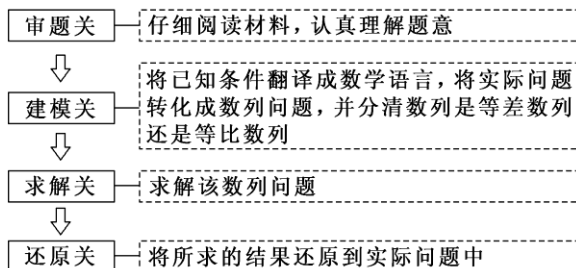 审题关
仔细阅读材料，认真理解题意
建模关
将已知条件翻译成数学语言，将实际问题
转化成数列问题，并分清数列是等差数列
还是等比数列
求解关
求解该数列问题
还原关
将所求的结果还原到实际问题中